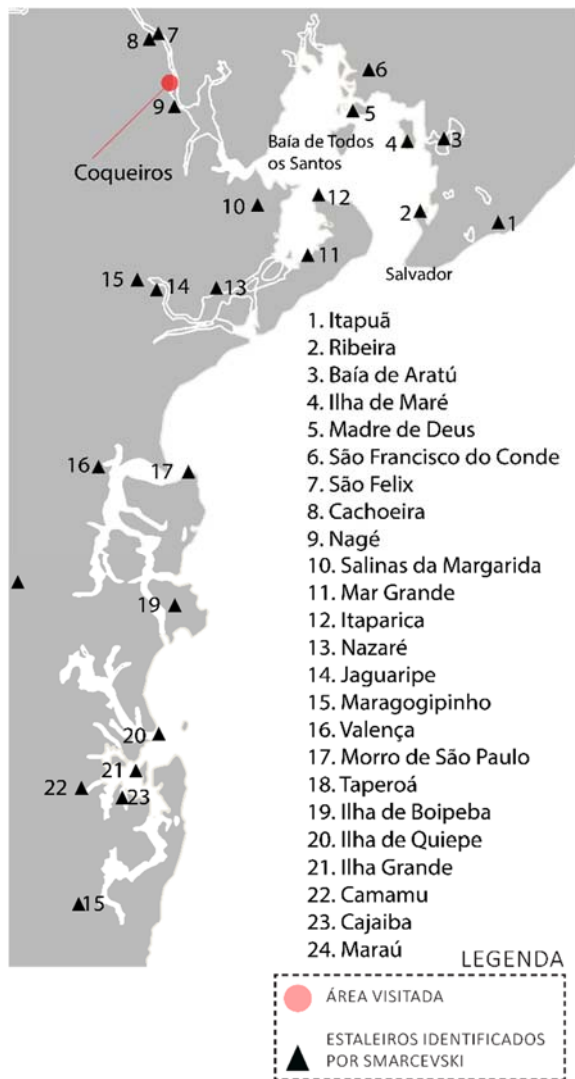 7
8
6
9
5
Baía de Todos
os Santos
4
3
Coqueiros
12
10
2
1
11
Salvador
15
14
13
1. Itapuã
2. Ribeira
3. Baía de Aratú
4. Ilha de Maré
5. Madre de Deus
6. São Francisco do Conde
7. São Felix
8. Cachoeira
9. Nagé
10. Salinas da Margarida
11. Mar Grande
12. Itaparica
13. Nazaré
14. Jaguaripe
15. Maragogipinho
16. Valença
17. Morro de São Paulo
18. Taperoá
19. Ilha de Boipeba
20. Ilha de Quiepe
21. Ilha Grande
22. Camamu
23. Cajaiba
24. Maraú
16
17
19
20
21
22
23
15
LEGENDA
ÁREA VISITADA
ESTALEIROS IDENTIFICADOS
POR SMARCEVSKI